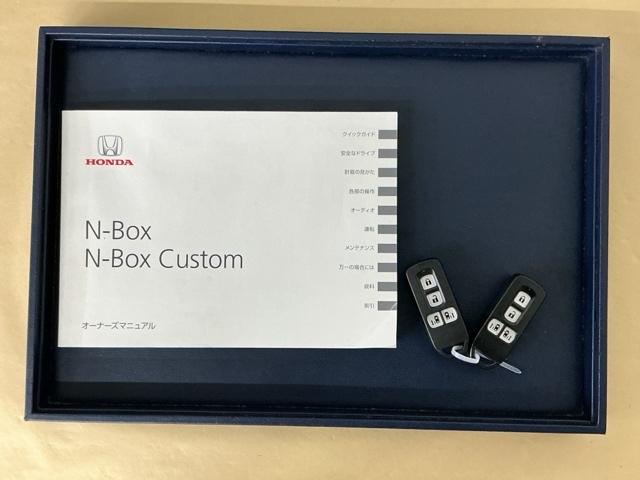 HONDA
N-Box
N-Box Custom
オーナーズマニュアル
クイックガイド
安全なドライブ
計器の見かた
各部の操作
オーディオ
運転
メンテナンス
万一の場合には
資料
索引